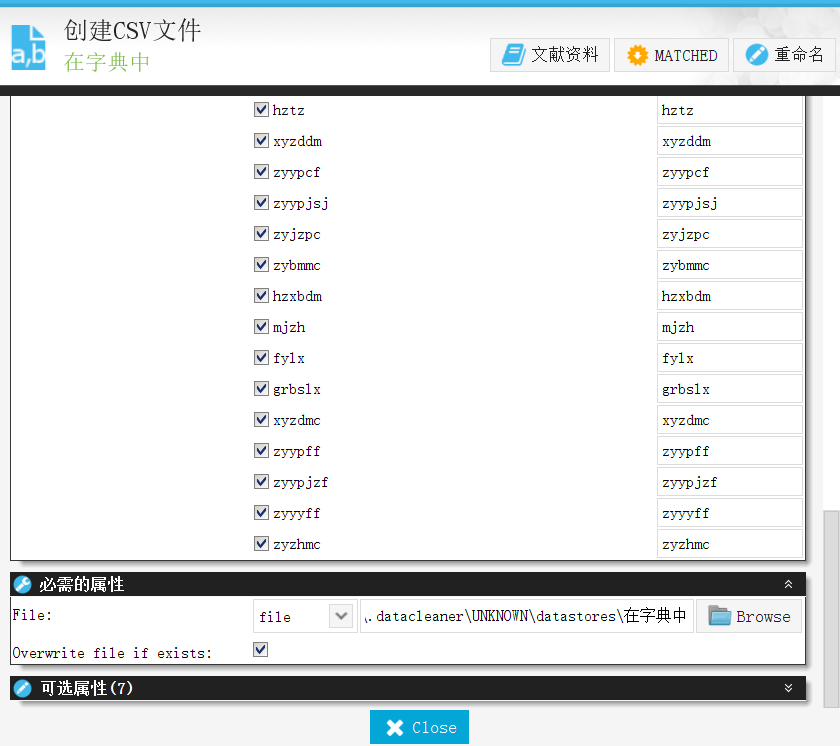 创建CSV文件
在字典中
a,b
文献资料 MATCHED 重命名
hztz hztz
xyzddm xyzddm
zyypcf zyypcf
zyypjsj zyypjsj
zyjzpc zyjzpc
zybmmc zybmmc
hzxbdm hzxbdm
mjzh mjzh
fylx fylx
grbslx grbslx
xyzdmc xyzdmc
zyypff zyypff
zyypjzf zyypjzf
zyyyff zyyyff
zyzhmc zyzhmc
必需的属性
File: file \.datacleaner\UNKNOWN\datastores\在字典中 Browse
Overwrite file if exists:
可选属性(7)
Close